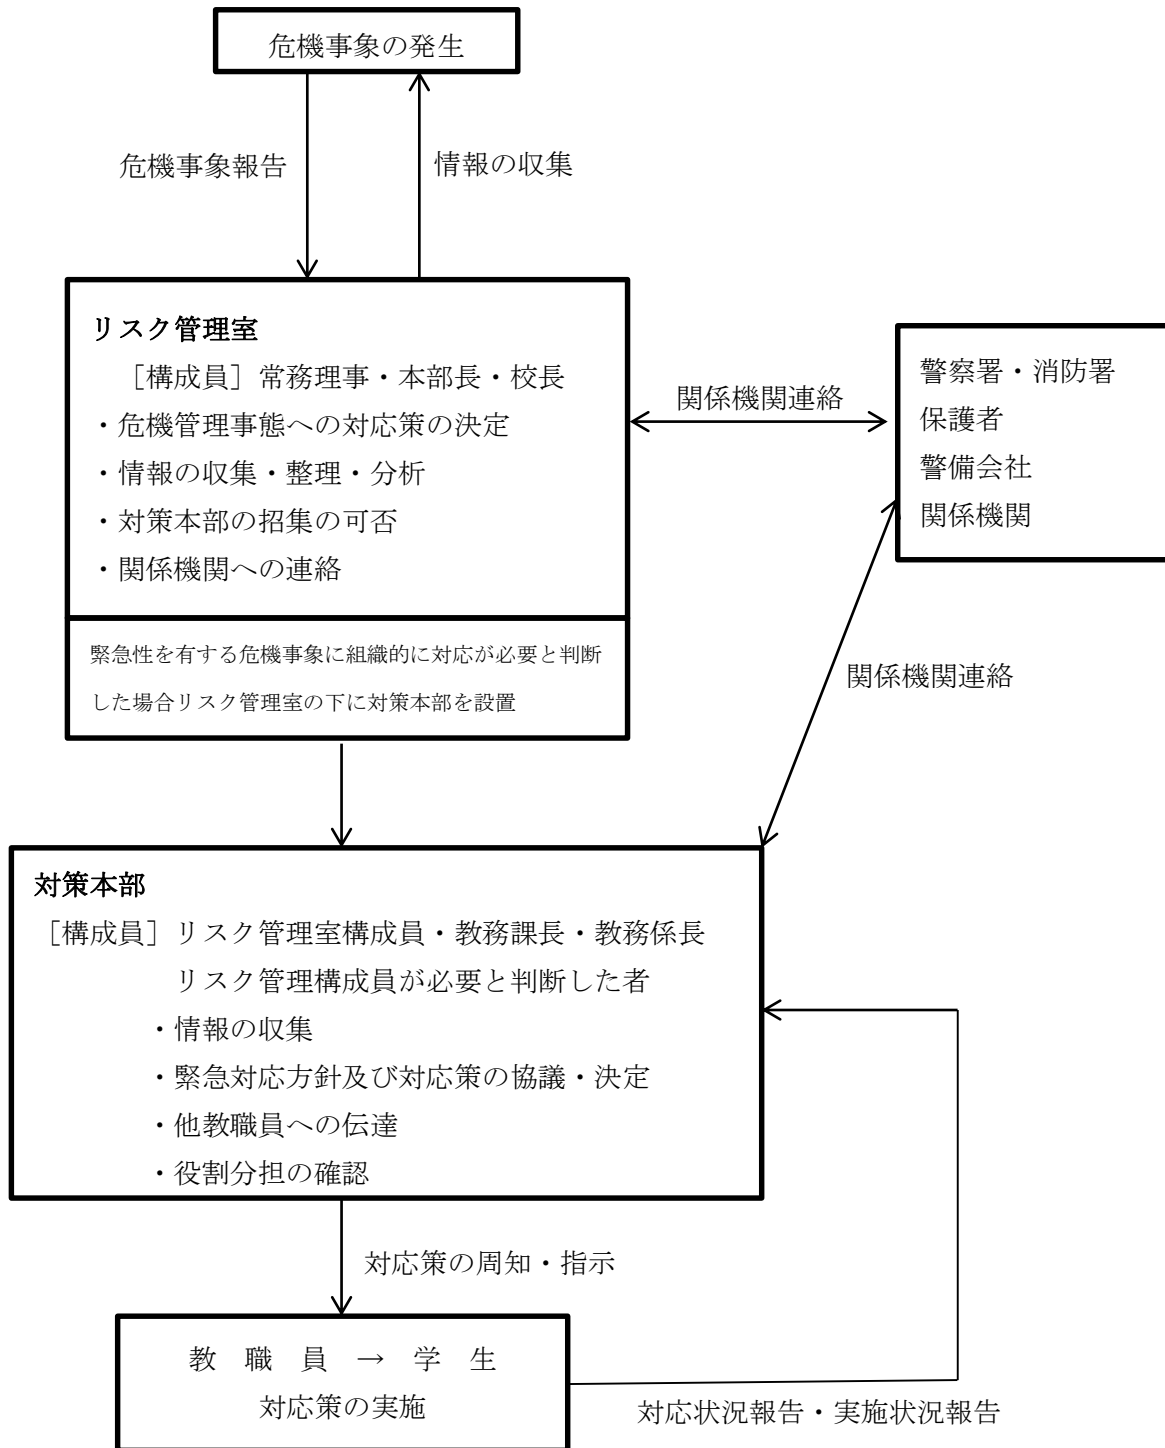 危機事象の発生
危機事象報告
情報の収集
リスク管理室
［構成員］常務理事・本部長・校長
・危機管理事態への対応策の決定
・情報の収集・整理・分析
・対策本部の招集の可否
・関係機関への連絡
緊急性を有する危機事象に組織的に対応が必要と判断
した場合リスク管理室の下に対策本部を設置
関係機関連絡
警察署・消防署
保護者
警備会社
関係機関
関係機関連絡
対策本部
［構成員］リスク管理室構成員・教務課長・教務係長
リスク管理構成員が必要と判断した者
・情報の収集
・緊急対応方針及び対応策の協議・決定
・他教職員への伝達
・役割分担の確認
対応策の周知・指示
教　職　員　→　学　生
対応策の実施
対応状況報告・実施状況報告